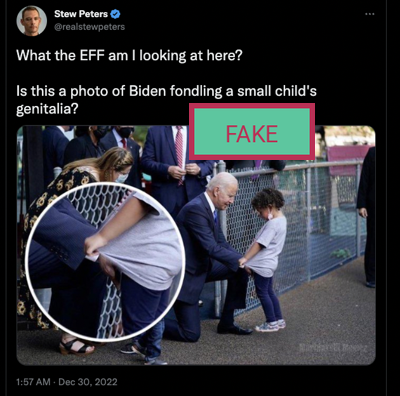 Stew Peters
@realstewpeters
What the EFF am I looking at here?
Is this a photo of Biden fondling a small child's
genitalia?
FAKE
1:57 AM · Dec 30, 2022